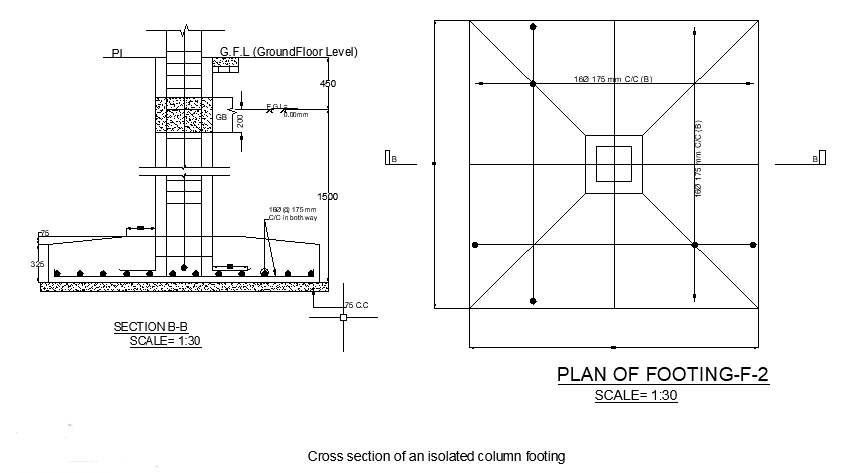 PI
G.F.L (GroundFloor Level)
450
GB
200
0.00mm
1500
16Ø @ 175 mm
C/C in both way
75
325
75 C.C
SECTION B-B
SCALE= 1:30
16Ø 175 mm C/C (B)
16Ø 175 mm C/C (B)
B
B
PLAN OF FOOTING-F-2
SCALE= 1:30
Cross section of an isolated column footing